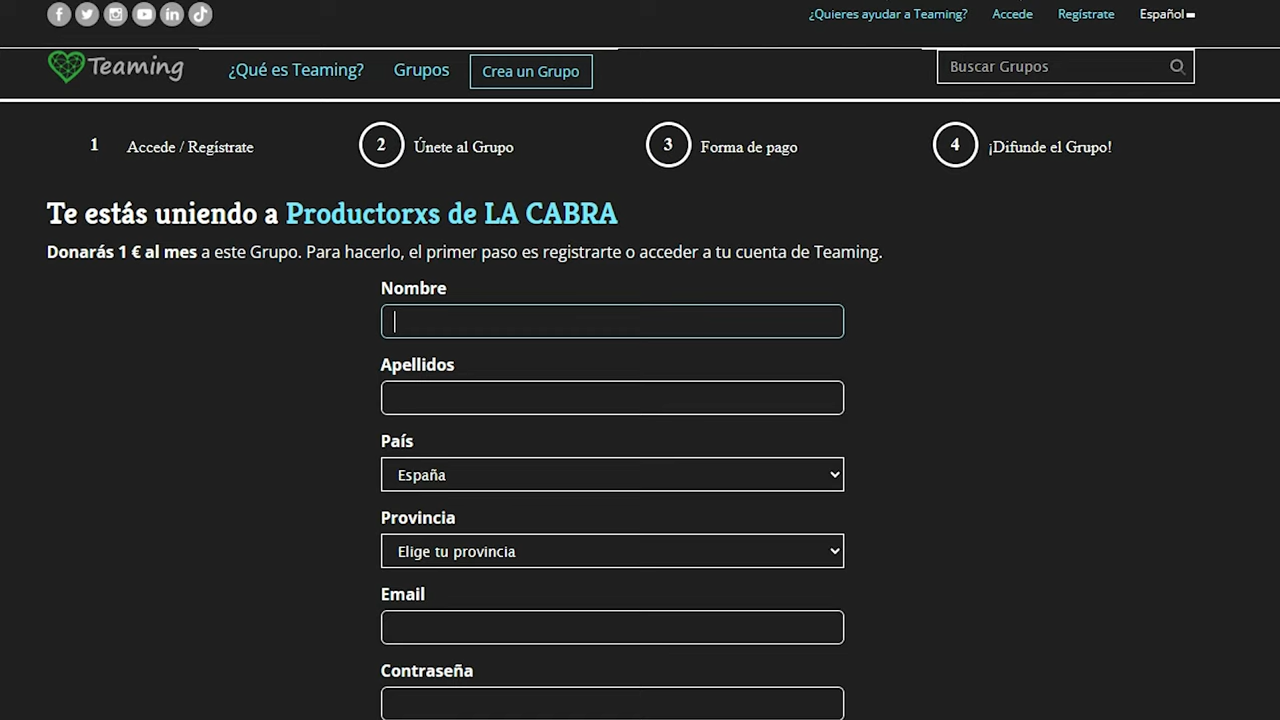 ¿Quieres ayudar a Teaming? Accede Regístrate Español
Teaming ¿Qué es Teaming? Grupos Crea un Grupo Buscar Grupos
1 Accede / Regístrate 2 Únete al Grupo 3 Forma de pago 4 ¡Difunde el Grupo!
Te estás uniendo a Productorxs de LA CABRA
Donarás 1 € al mes a este Grupo. Para hacerlo, el primer paso es registrarte o acceder a tu cuenta de Teaming.
Nombre
Apellidos
País
España
Provincia
Elige tu provincia
Email
Contraseña